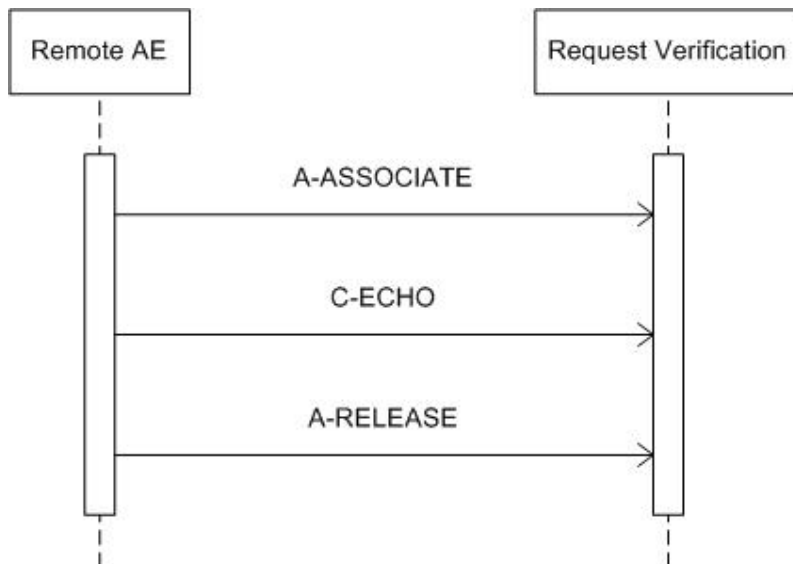 Remote AE
Request Verification
A-ASSOCIATE
C-ECHO
A-RELEASE